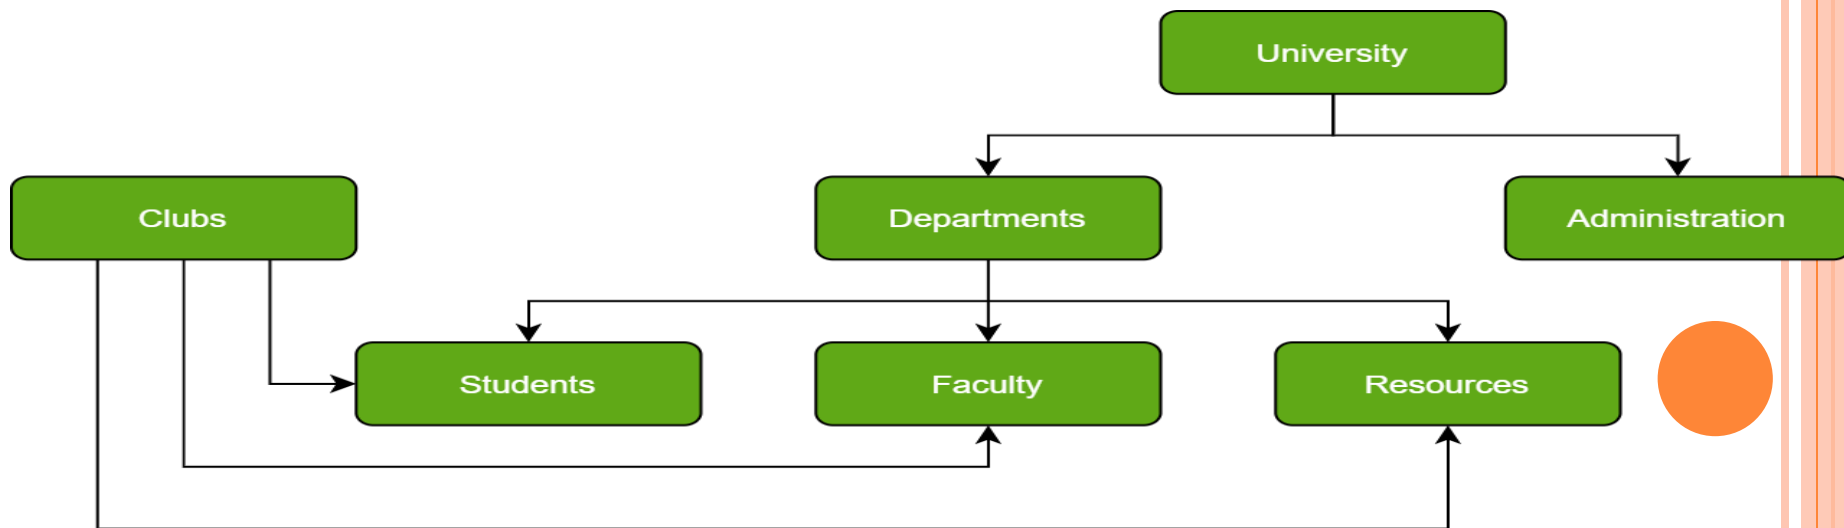 University
Clubs
Departments
Administration
Students
Faculty
Resources